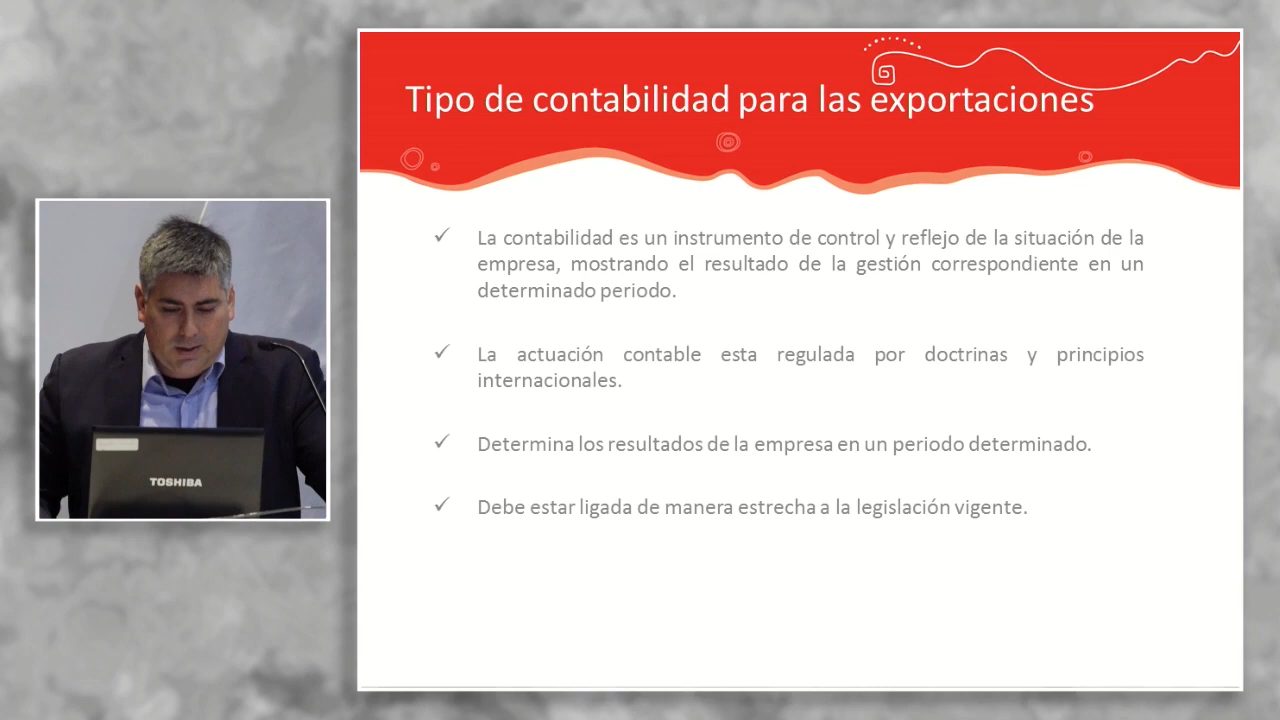 Tipo de contabilidad para las exportaciones
✓ La contabilidad es un instrumento de control y reflejo de la situación de la
empresa, mostrando el resultado de la gestión correspondiente en un
determinado periodo.
✓ La actuación contable esta regulada por doctrinas y principios
internacionales.
✓ Determina los resultados de la empresa en un periodo determinado.
✓ Debe estar ligada de manera estrecha a la legislación vigente.
TOSHIBA